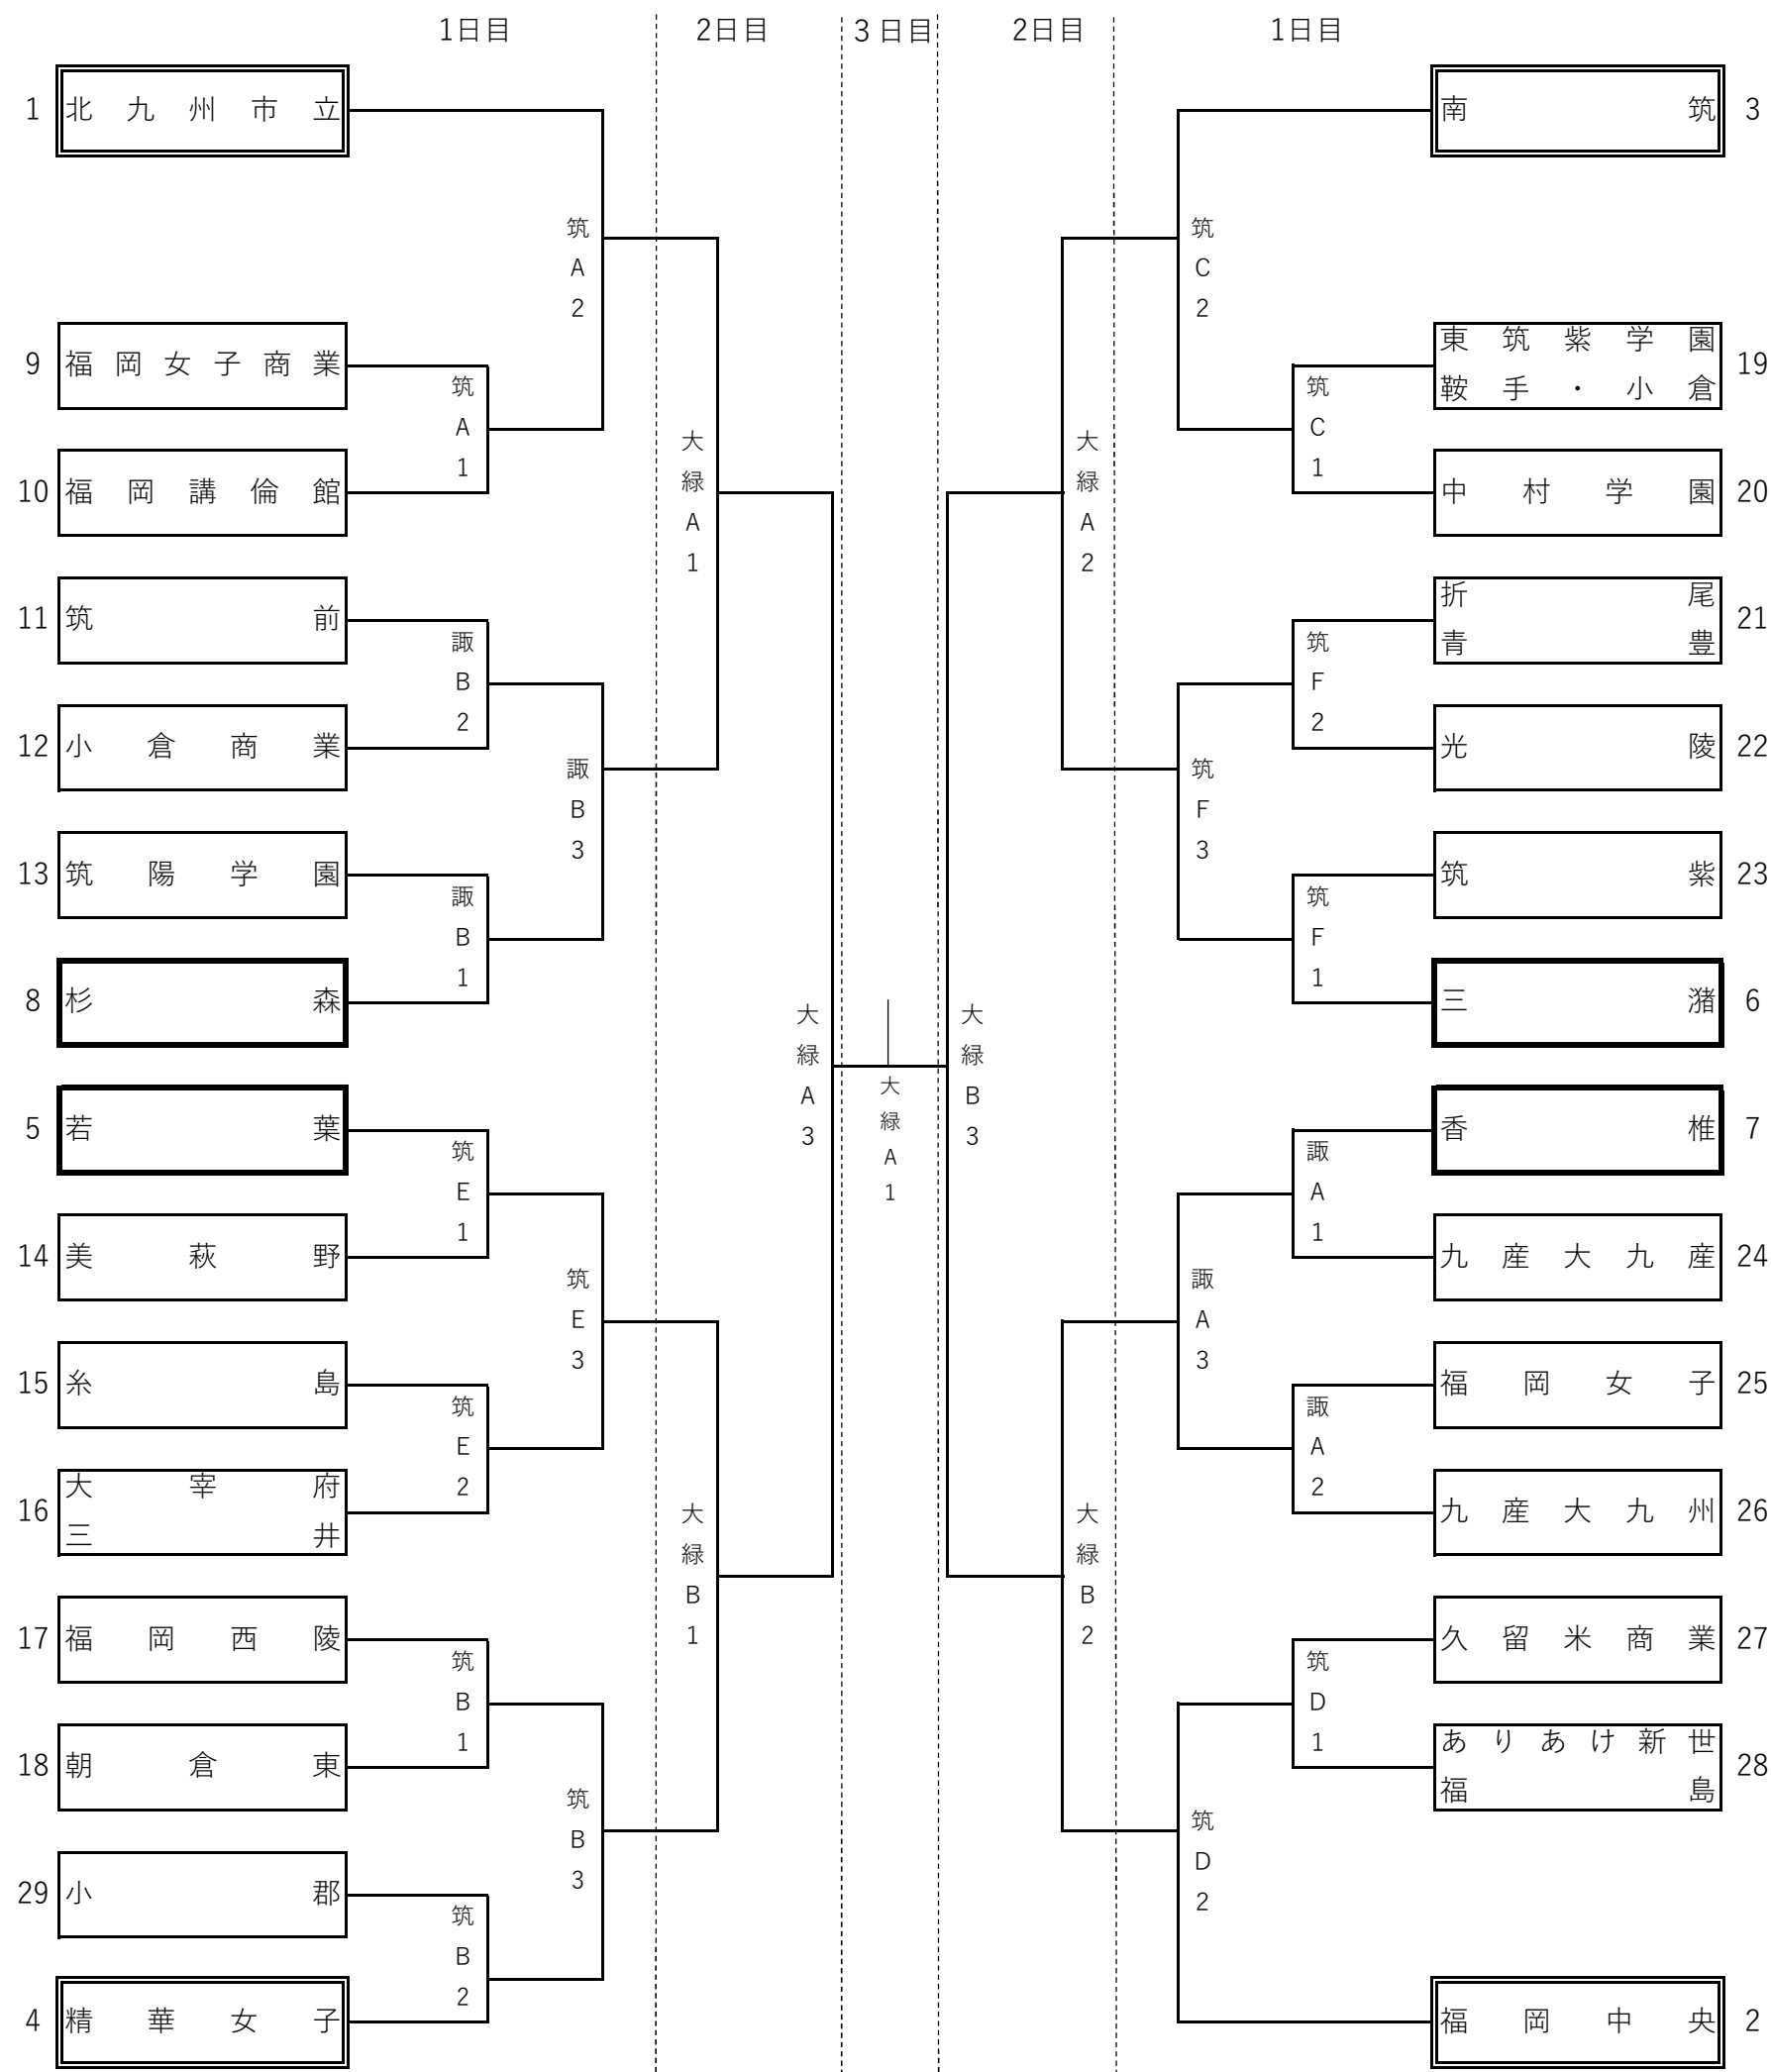 1日目 2日目 3日目 2日目 1日目
1 北九州市立
筑A2
9 福岡女子商業
筑A1
10 福岡講倫館
大緑A1
11 筑前
諏B2
12 小倉商業
諏B3
13 筑陽学園
諏B1
8 杉森
大緑A3
5 若葉
筑E1
14 美萩野
筑E3
15 糸島
筑E2
16 大宰府
三井
大緑B1
17 福岡西陵
筑B1
18 朝倉東
筑B3
29 小郡
筑B2
4 精華女子
大緑A1
南筑 3
筑C2
東筑紫学園
鞍手・小倉 19
筑C1
中村学園 20
大緑A2
折尾
青豊 21
筑F2
光陵 22
筑F3
筑紫 23
筑F1
三瀦 6
大緑B3
香椎 7
諏A1
九産大九産 24
諏A3
福岡女子 25
諏A2
九産大九州 26
大緑B2
久留米商業 27
筑D1
ありあけ新世
福島 28
筑D2
福岡中央 2